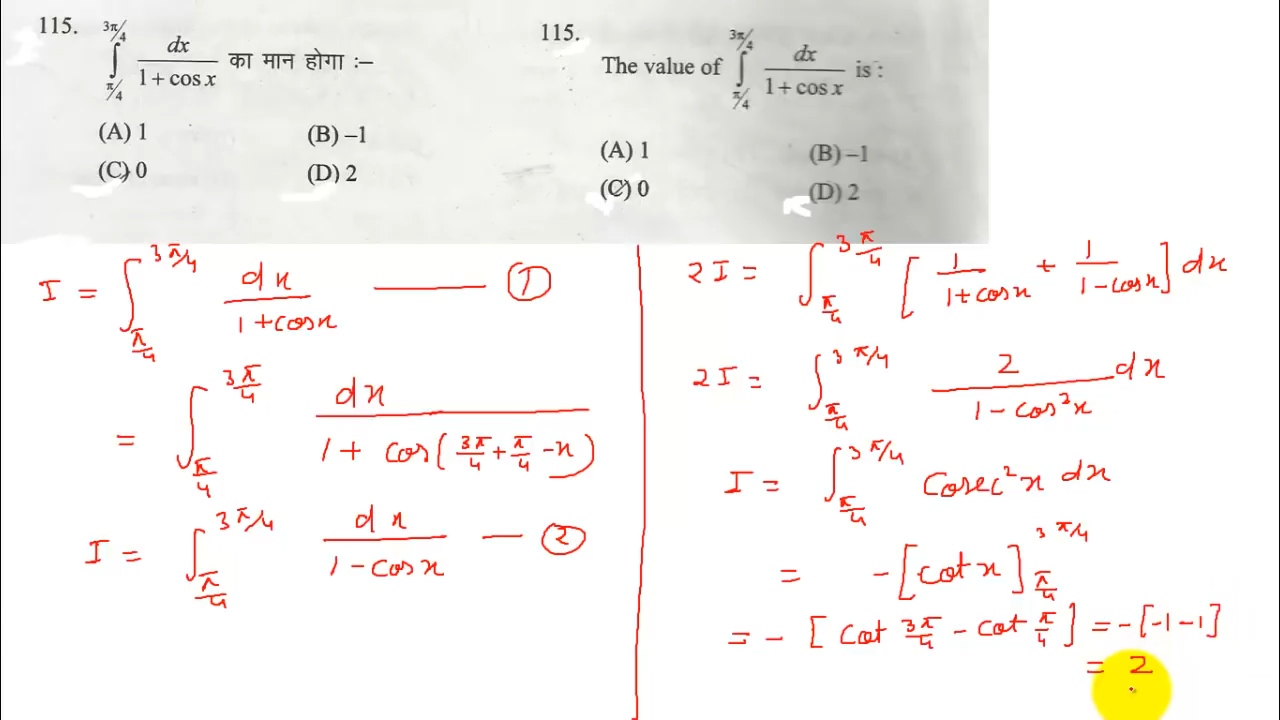 115. ∫_{π/4}^{3π/4} dx/(1 + cos x) का मान होगा :–
(A) 1 (B) –1
(C) 0 (D) 2
115.
The value of ∫_{π/4}^{3π/4} dx/(1 + cos x) is :
(A) 1 (B) –1
(C) 0 (D) 2
I = ∫_{π/4}^{3π/4} dx/(1 + cosx) —— ①
= ∫_{π/4}^{3π/4} dx/(1 + cos(3π/4 + π/4 - x))
I = ∫_{π/4}^{3π/4} dx/(1 - cosx) — ②
2I = ∫_{π/4}^{3π/4} [1/(1+cosx) + 1/(1-cosx)] dx
2I = ∫_{π/4}^{3π/4} 2/(1 - cos²x) dx
I = ∫_{π/4}^{3π/4} Cosec²x dx
= -[cot x]_{π/4}^{3π/4}
= - [cot 3π/4 - cot π/4] = -[-1-1]
= 2